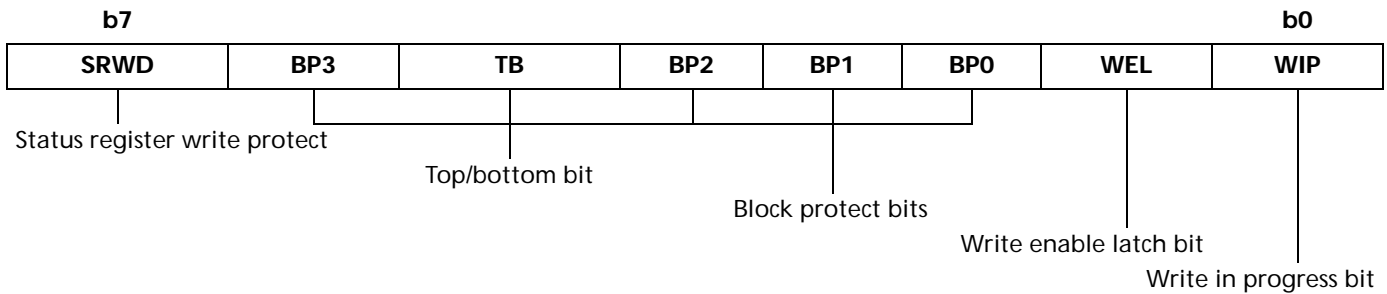 b7 b0
SRWD BP3 TB BP2 BP1 BP0 WEL WIP
Status register write protect
Top/bottom bit
Block protect bits
Write enable latch bit
Write in progress bit